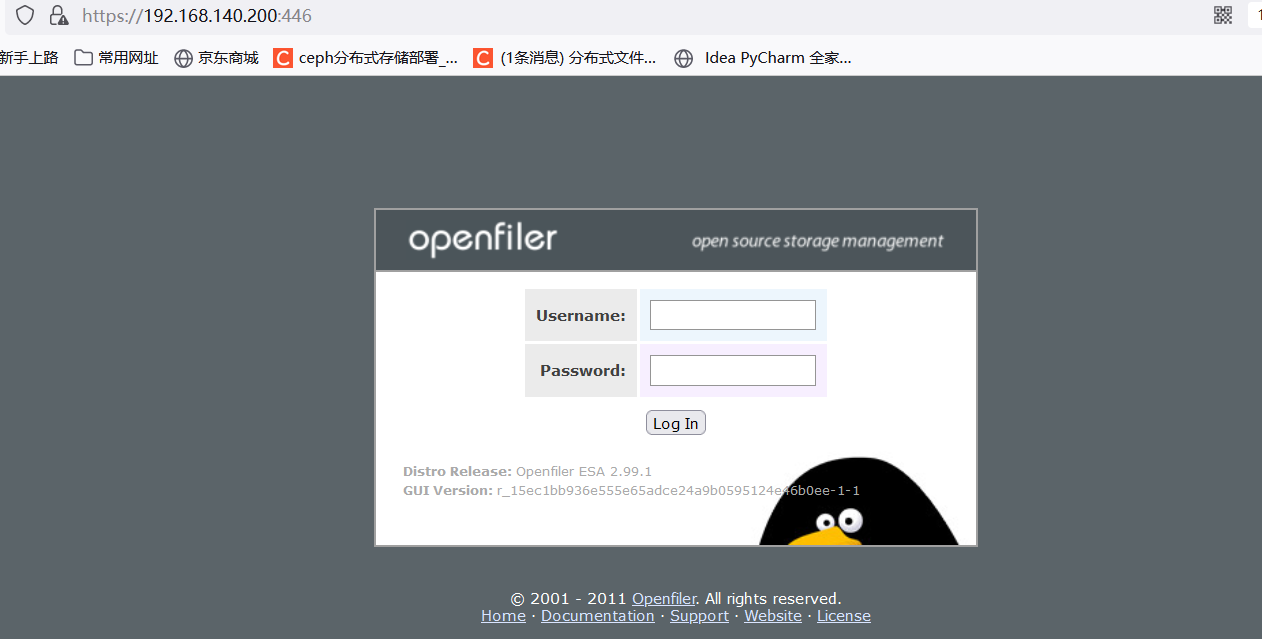 https://192.168.140.200:446
新手上路 常用网址 京东商城 ceph分布式存储部署_... (1条消息) 分布式文件... Idea PyCharm 全家...
openfiler open source storage management
Username:
Password:
Log In
Distro Release: Openfiler ESA 2.99.1
GUI Version: r_15ec1bb936e555e65adce24a9b0595124e46b0ee-1-1
© 2001 - 2011 Openfiler. All rights reserved.
Home · Documentation · Support · Website · License